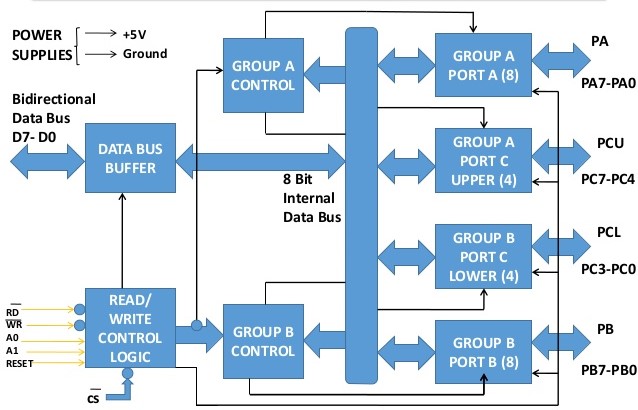 POWER
SUPPLIES
+5V
Ground
Bidirectional
Data Bus
D7- D0
DATA BUS
BUFFER
READ/
WRITE
CONTROL
LOGIC
RD
WR
A0
A1
RESET
CS
GROUP A
CONTROL
GROUP B
CONTROL
8 Bit
Internal
Data Bus
GROUP A
PORT A (8)
GROUP A
PORT C
UPPER (4)
GROUP B
PORT C
LOWER (4)
GROUP B
PORT B (8)
PA
PA7-PA0
PCU
PC7-PC4
PCL
PC3-PC0
PB
PB7-PB0